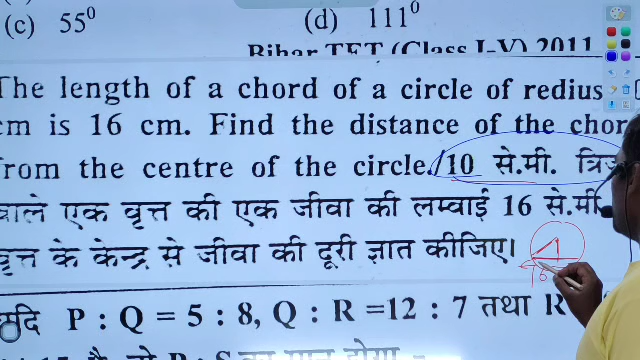 (c) 55⁰ (d) 111⁰
Bihar TET (Class I-V) 2011
The length of a chord of a circle of redius
cm is 16 cm. Find the distance of the chor
from the centre of the circle./10 से.मी. त्रिज
वाले एक वृत्त की एक जीवा की लम्बाई 16 से.मी
वृत्त के केन्द्र से जीवा की दूरी ज्ञात कीजिए।
यदि P : Q = 5 : 8, Q : R =12 : 7 तथा R